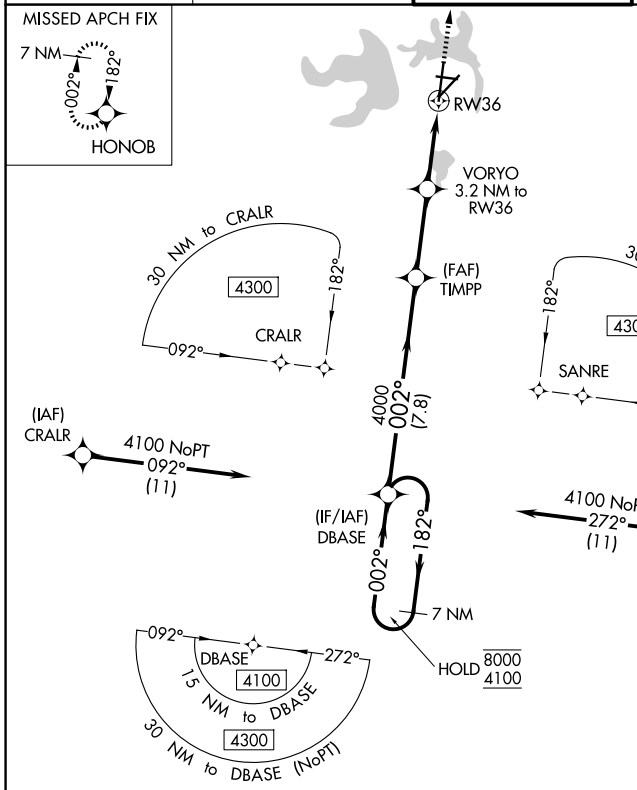 MISSED APCH FIX
7 NM
002°
182°
HONOB
RW36
VORYO
3.2 NM to
RW36
30 NM to CRALR
4300
182°
CRALR
092°
(FAF)
TIMPP
182°
SANRE
4000
002°
(7.8)
(IAF)
CRALR
4100 NoPT
092°
(11)
(IF/IAF)
DBASE
002°
182°
7 NM
HOLD
8000
4100
272°
(11)
092°
DBASE
272°
4100
15 NM to DBASE
4300
30 NM to DBASE (NoPT)